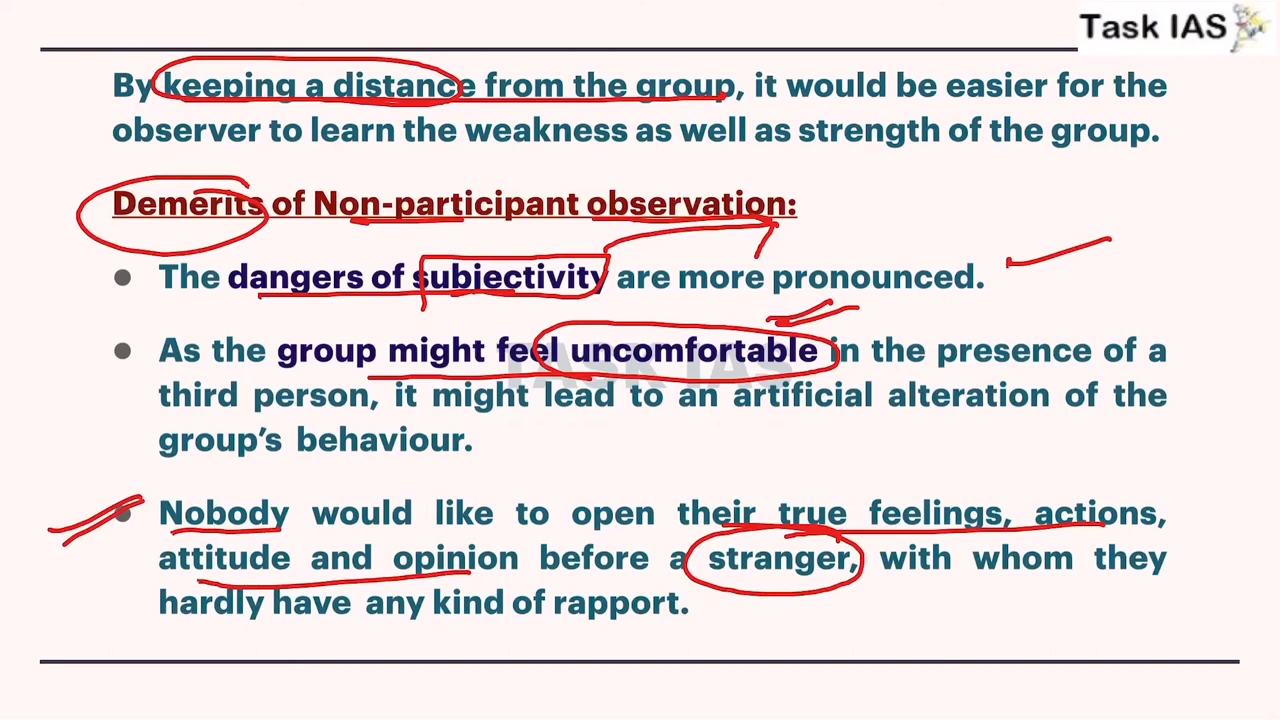 Task IAS
By keeping a distance from the group, it would be easier for the
observer to learn the weakness as well as strength of the group.
Demerits of Non-participant observation:
● The dangers of subjectivity are more pronounced.
● As the group might feel uncomfortable in the presence of a
third person, it might lead to an artificial alteration of the
group’s behaviour.
● Nobody would like to open their true feelings, actions,
attitude and opinion before a stranger, with whom they
hardly have any kind of rapport.
TASK IAS